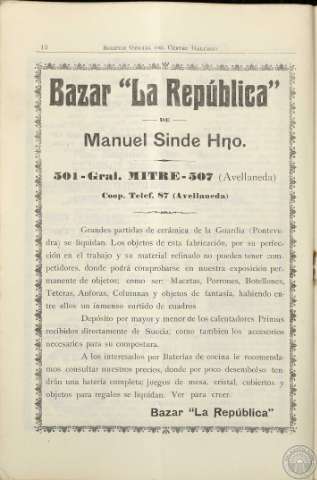 12 BOLETIN OFICIAL DEL CENTRO GALLEGO
Bazar "La República"
DE
Manuel Sinde Hno.
501-Gral. MITRE-507 (Avellaneda)
Coop. Telef. 87 (Avellaneda)
Grandes partidas de cerámica de la Guardia (Ponteve-
dra) se liquidan. Los objetos de esta fabricación, por su perfec-
ción en el trabajo y su material refinado no pueden tener com-
petidores, donde podrá comprobarse en nuestra exposición per-
manente de objetos; como ser: Macetas, Porrones, Botellones,
Teteras, Anforas, Columnas y objetos de fantasía, habiendo en-
tre ellos un inmenso surtido de cuadros
Depósito por mayor y menor de los calentadores Primus
recibidos directamente de Suecia; como tambien los accesorios
necesarios para su compostura.
A los interesados por Baterías de cocina le recomenda-
mos consultar nuestros precios, donde por poco desembolso ten-
drán una batería completa; juegos de mesa, cristal, cubiertos y
objetos para regalos se liquidan. Ver para creer.
Bazar "La República"